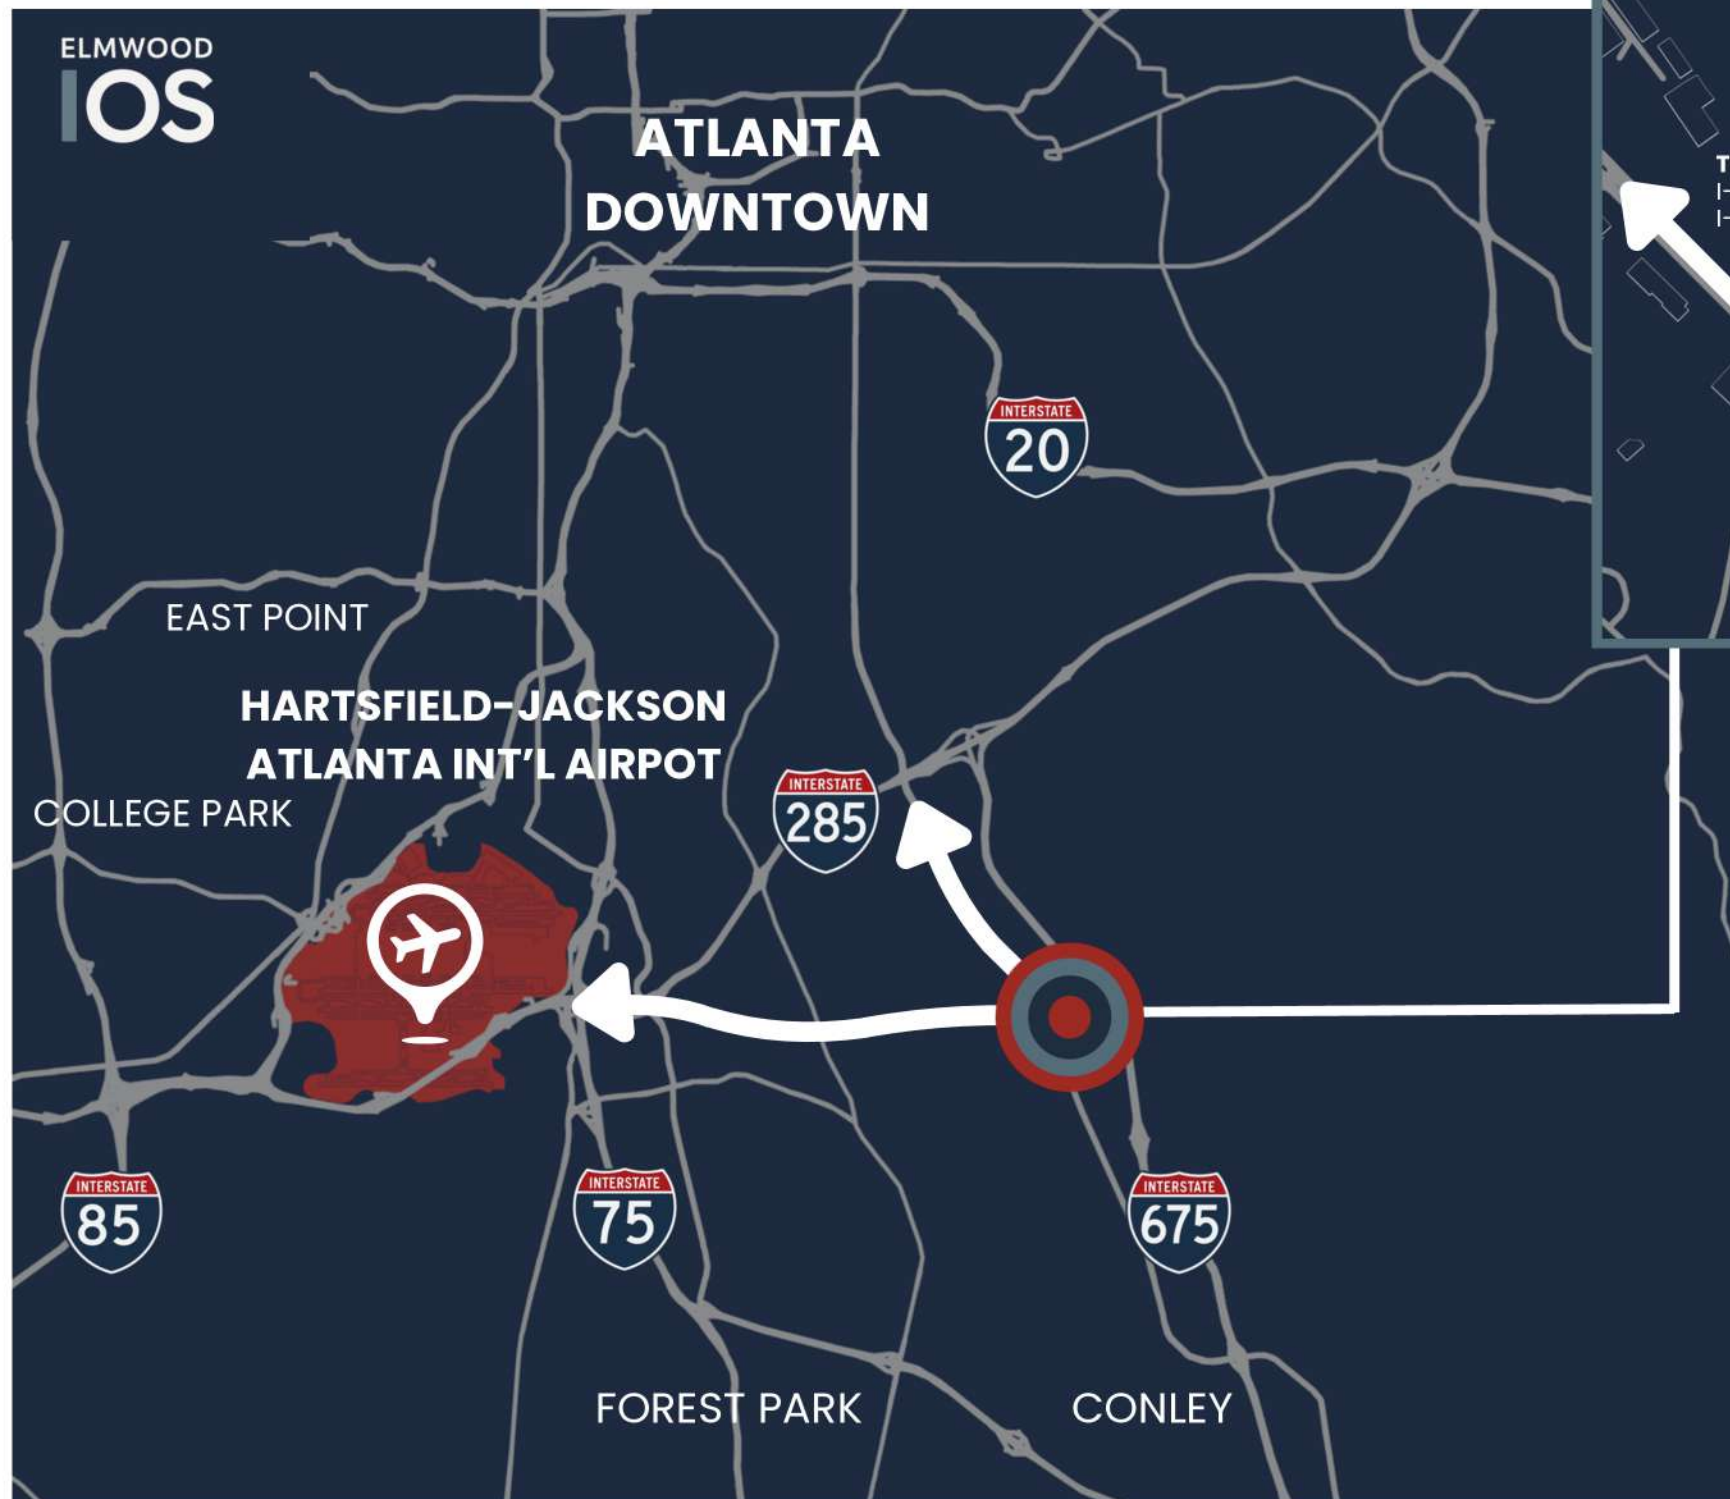 ELMWOOD
IOS
ATLANTA
DOWNTOWN
INTERSTATE
20
EAST POINT
HARTSFIELD-JACKSON
ATLANTA INT'L AIRPOT
COLLEGE PARK
INTERSTATE
285
INTERSTATE
85
INTERSTATE
75
INTERSTATE
675
FOREST PARK
CONLEY